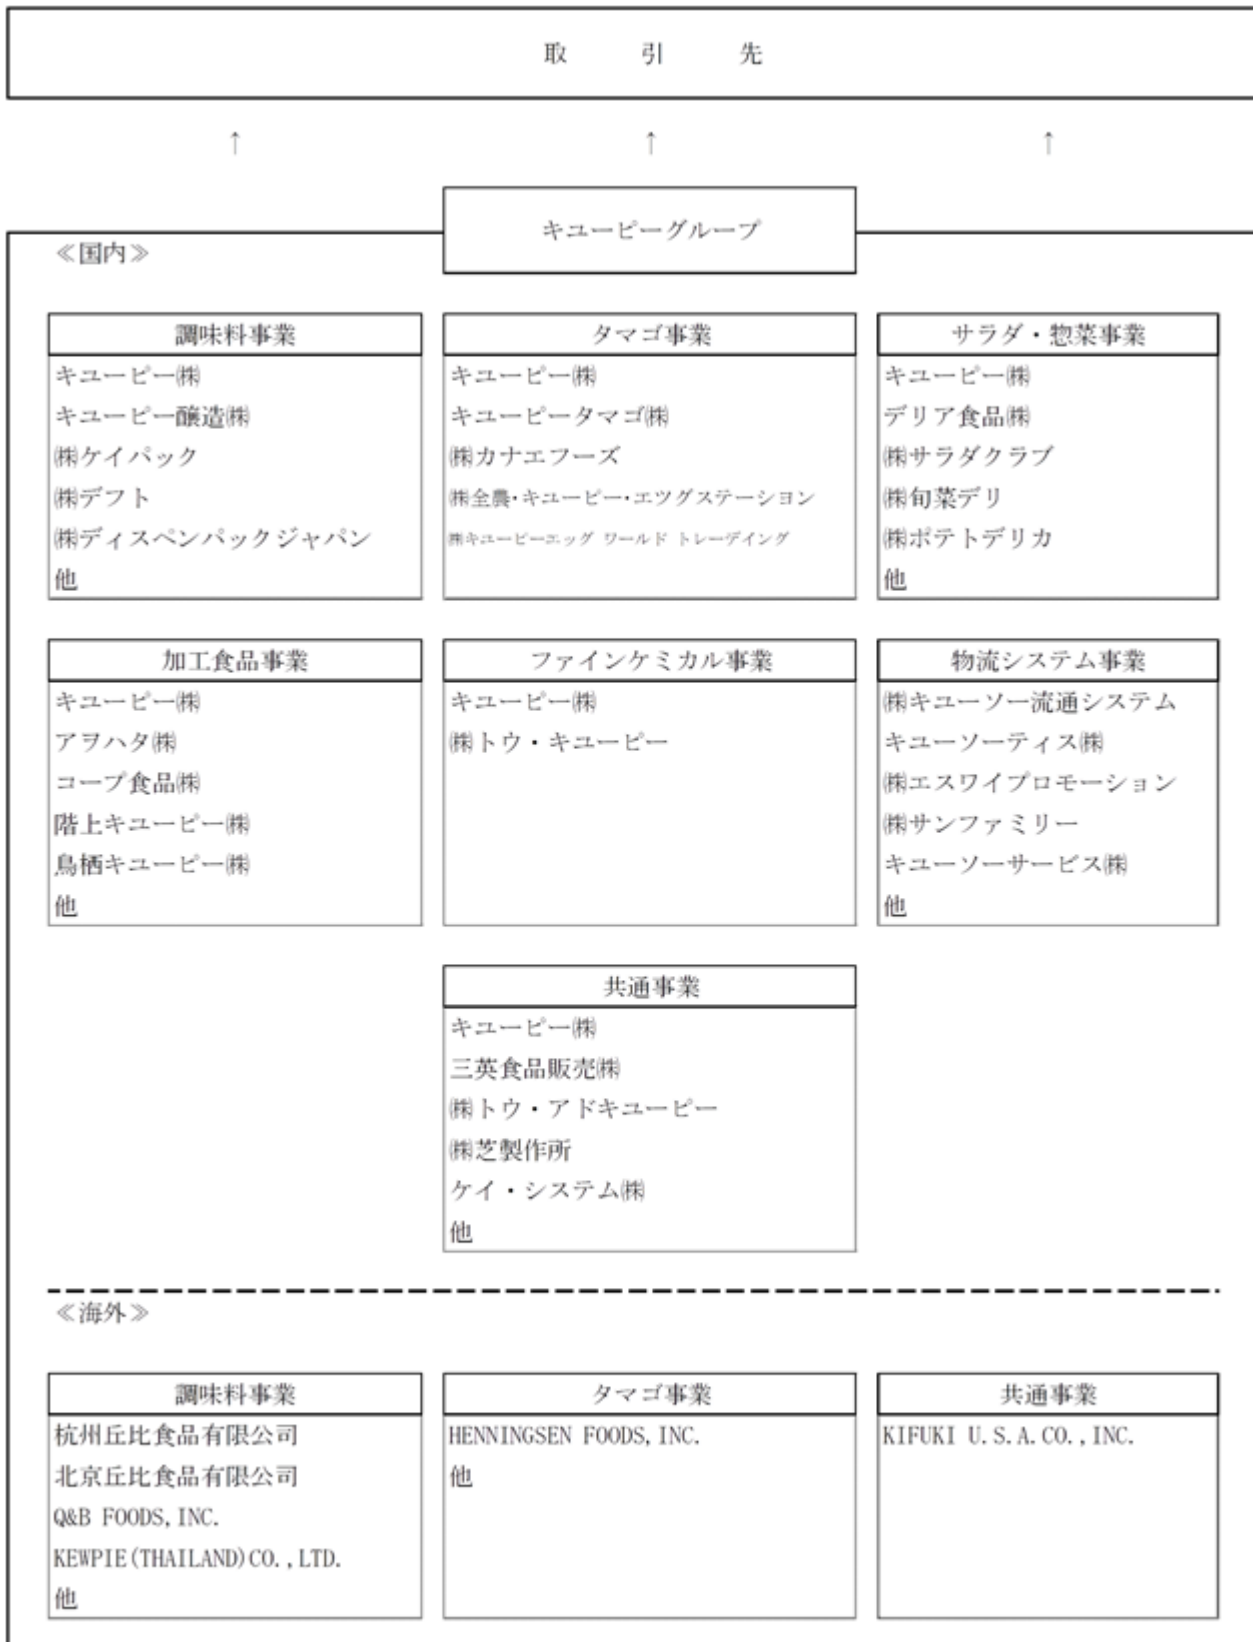 取引先
↑ ↑ ↑
キユーピーグループ
≪国内≫
調味料事業
キユーピー㈱
キユーピー醸造㈱
㈱ケイパック
㈱デフト
㈱ディスペンパックジャパン
他
タマゴ事業
キユーピー㈱
キユーピータマゴ㈱
㈱カナエフーズ
㈱全農・キユーピー・エツグステーション
㈱キユーピーエッグ ワールド トレーデイング
サラダ・惣菜事業
キユーピー㈱
デリア食品㈱
㈱サラダクラブ
㈱旬菜デリ
㈱ポテトデリカ
他
加工食品事業
キユーピー㈱
アヲハタ㈱
コープ食品㈱
階上キユーピー㈱
鳥栖キユーピー㈱
他
ファインケミカル事業
キユーピー㈱
㈱トウ・キユーピー
物流システム事業
㈱キユーソー流通システム
キユーソーティス㈱
㈱エスワイプロモーション
㈱サンファミリー
キユーソーサービス㈱
他
共通事業
キユーピー㈱
三英食品販売㈱
㈱トウ・アドキユーピー
㈱芝製作所
ケイ・システム㈱
他
≪海外≫
調味料事業
杭州丘比食品有限公司
北京丘比食品有限公司
Q&B FOODS,INC.
KEWPIE(THAILAND)CO.,LTD.
他
タマゴ事業
HENNINGSEN FOODS,INC.
他
共通事業
KIFUKI U.S.A.CO.,INC.